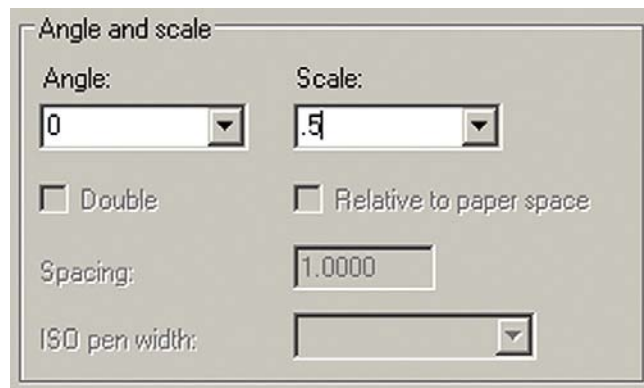 Angle and scale
Angle: Scale:
0 .5
Double Relative to paper space
Spacing: 1.0000
ISO pen width: